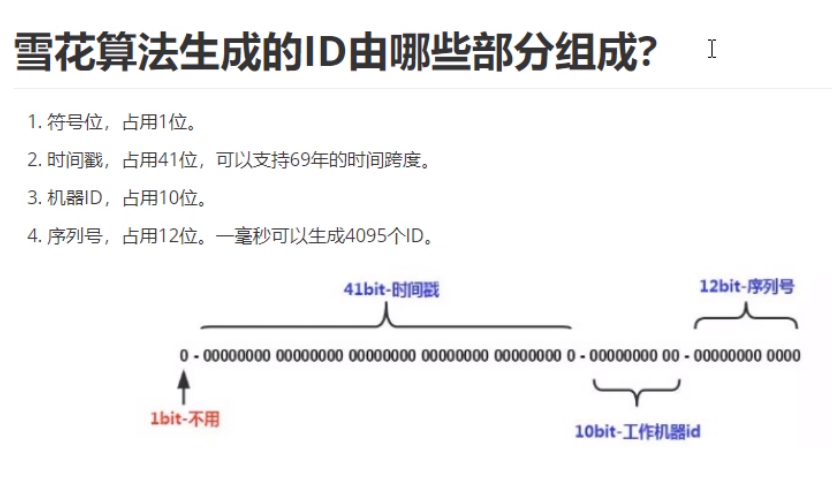 雪花算法生成的ID由哪些部分组成?
1. 符号位，占用1位。
2. 时间戳，占用41位，可以支持69年的时间跨度。
3. 机器ID，占用10位。
4. 序列号，占用12位。一毫秒可以生成4095个ID。
41bit-时间戳
12bit-序列号
0 - 00000000 00000000 00000000 00000000 00000000 0 - 00000000 00 - 00000000 0000
1bit-不用
10bit-工作机器id